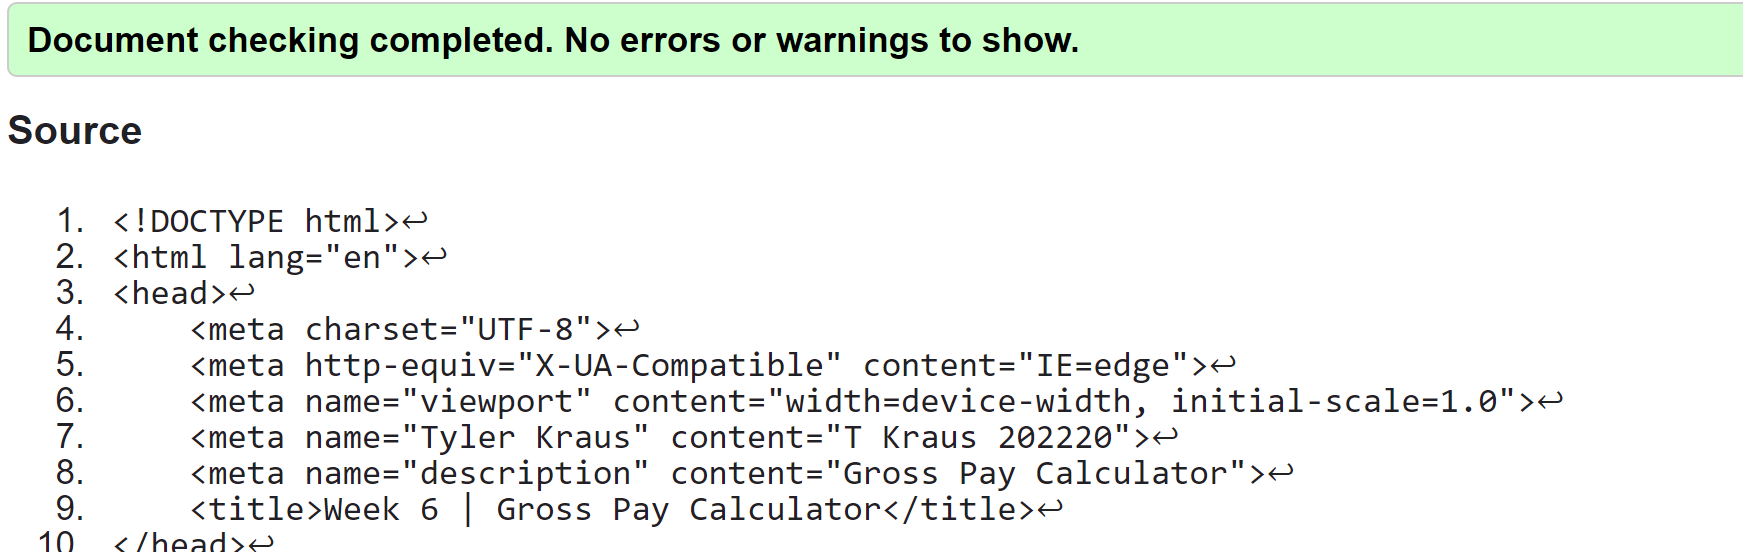 Document checking completed. No errors or warnings to show.
Source
1. <!DOCTYPE html>↩
2. <html lang="en">↩
3. <head>↩
4.     <meta charset="UTF-8">↩
5.     <meta http-equiv="X-UA-Compatible" content="IE=edge">↩
6.     <meta name="viewport" content="width=device-width, initial-scale=1.0">↩
7.     <meta name="Tyler Kraus" content="T Kraus 202220">↩
8.     <meta name="description" content="Gross Pay Calculator">↩
9.     <title>Week 6 | Gross Pay Calculator</title>↩
10. </head>↩